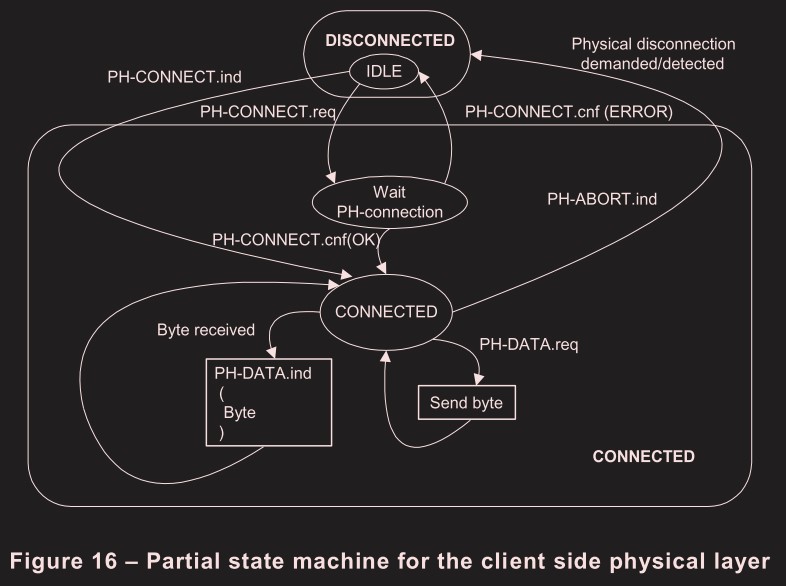 DISCONNECTED
IDLE
Physical disconnection
demanded/detected
PH-CONNECT.ind
PH-CONNECT.req
PH-CONNECT.cnf (ERROR)
Wait
PH-connection
PH-ABORT.ind
PH-CONNECT.cnf(OK)
CONNECTED
Byte received
PH-DATA.req
PH-DATA.ind
(
Byte
)
Send byte
CONNECTED
Figure 16 – Partial state machine for the client side physical layer